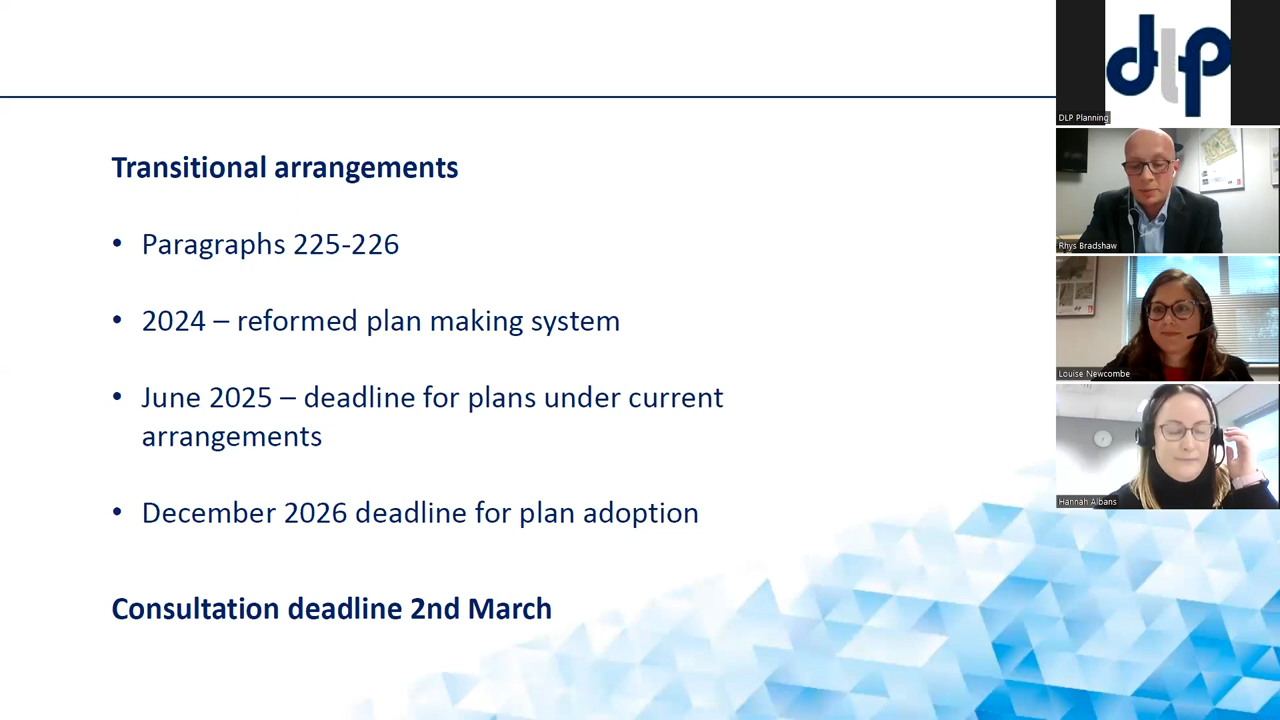 Transitional arrangements
• Paragraphs 225-226
• 2024 – reformed plan making system
• June 2025 – deadline for plans under current
arrangements
• December 2026 deadline for plan adoption
Consultation deadline 2nd March
dlp
DLP Planning
Rhys Bradshaw
Louise Newcombe
Hannah Albans